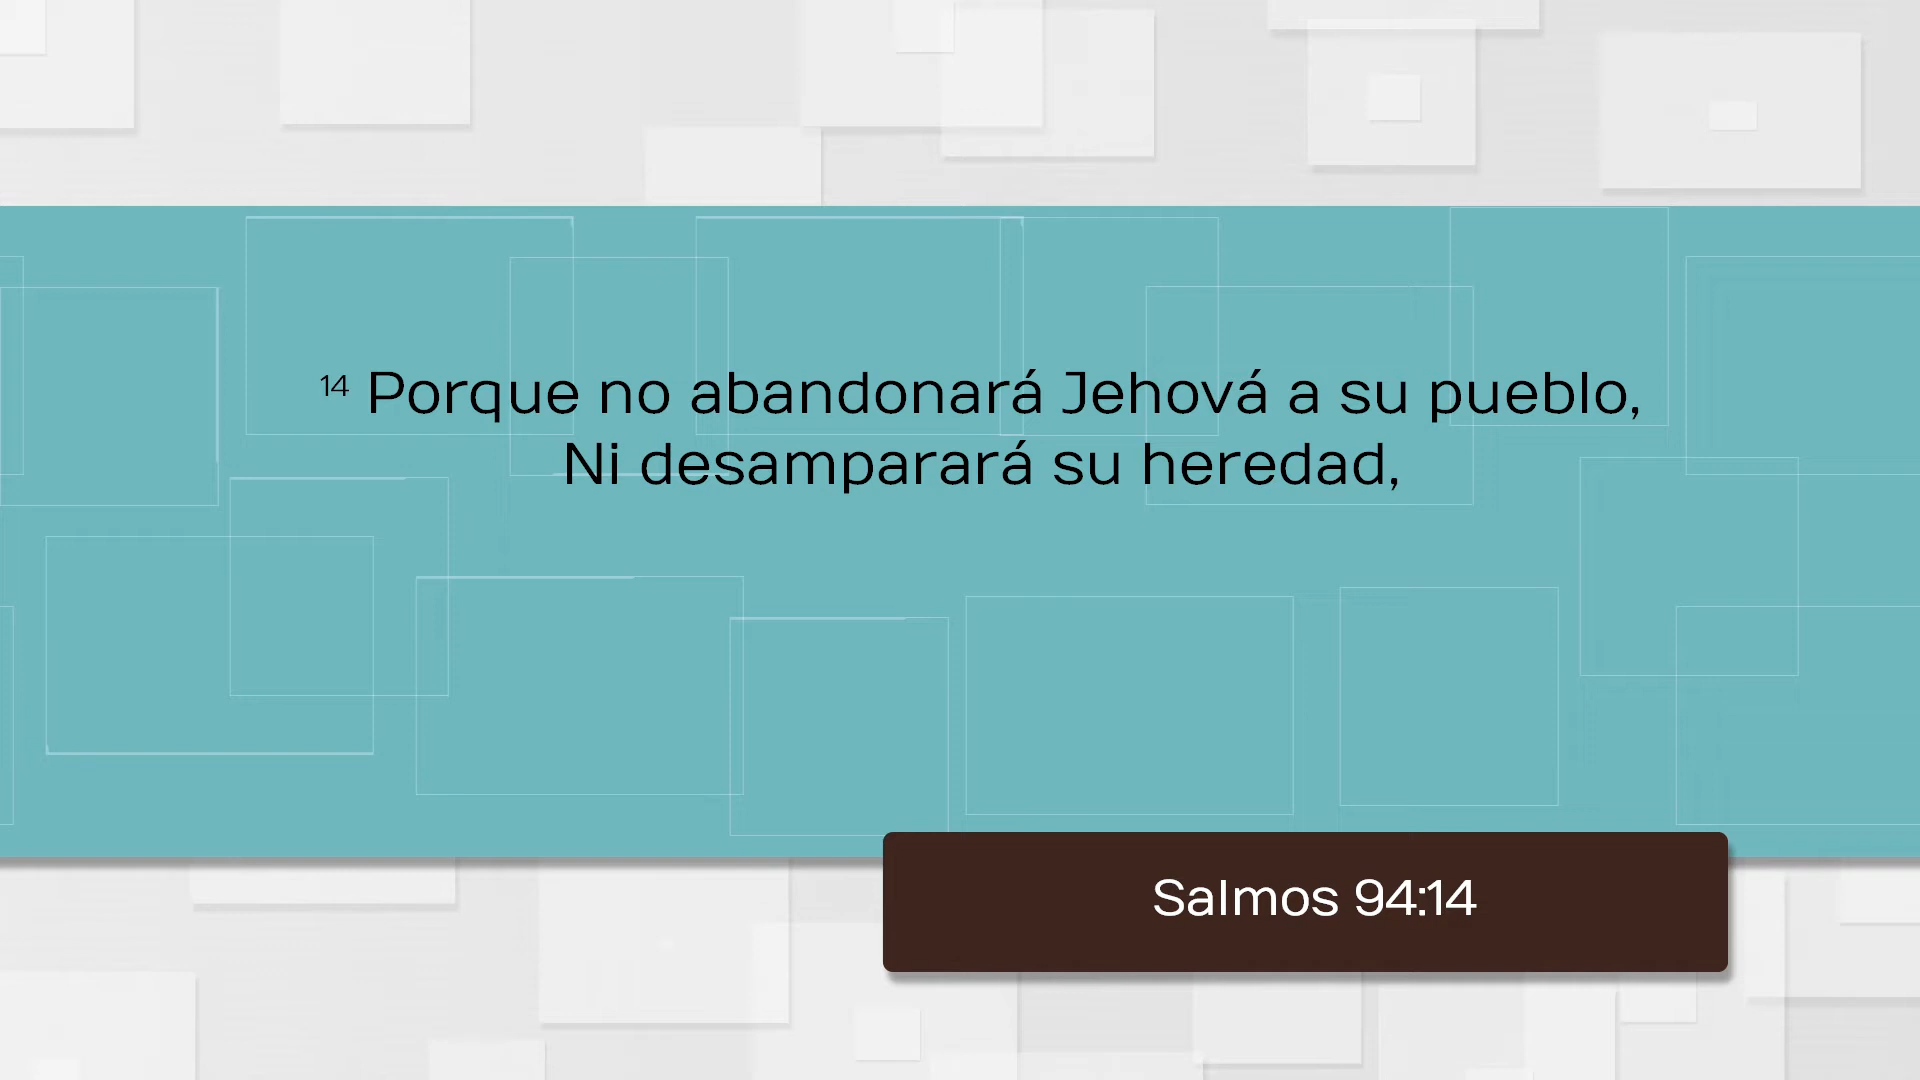 14 Porque no abandonará Jehová a su pueblo,
Ni desamparará su heredad,
Salmos 94:14